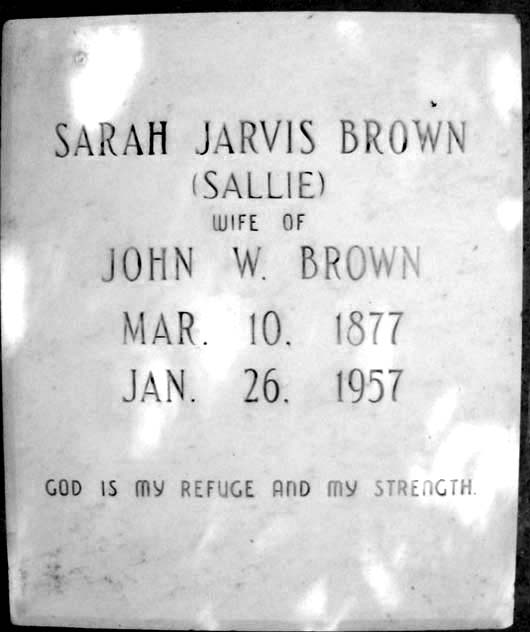 SARAH JARVIS BROWN
(SALLIE)
WIFE OF
JOHN W. BROWN
MAR. 10. 1877
JAN. 26. 1957
GOD IS MY REFUGE AND MY STRENGTH.